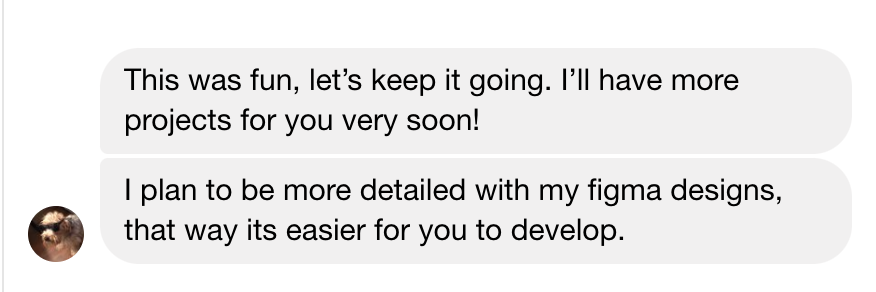 This was fun, let’s keep it going. I’ll have more
projects for you very soon!
I plan to be more detailed with my figma designs,
that way its easier for you to develop.